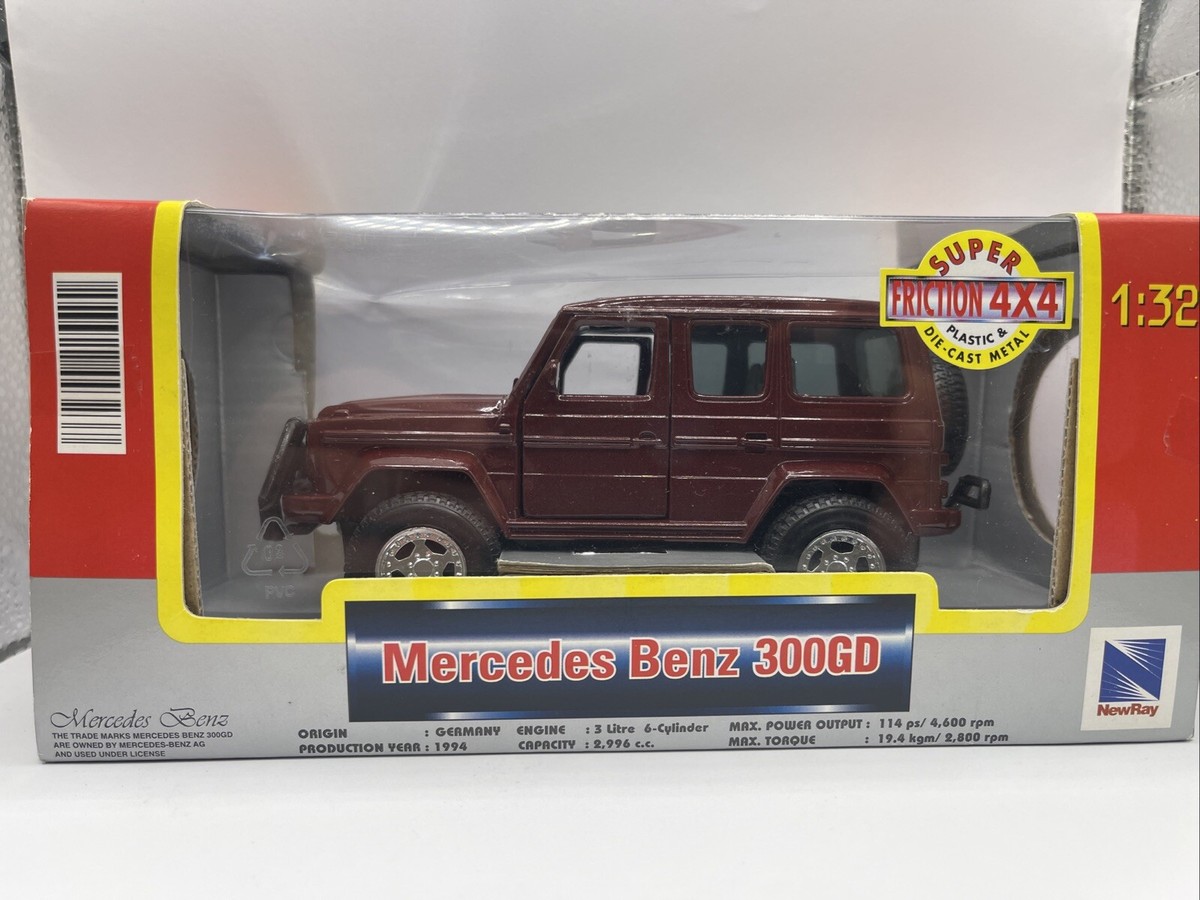 SUPER
FRICTION 4X4
PLASTIC &
DIE-CAST METAL
1:32
PVC
Mercedes Benz 300GD
NewRay
Mercedes Benz
THE TRADE MARKS MERCEDES BENZ 300GD
ARE OWNED BY MERCEDES-BENZ AG
AND USED UNDER LICENSE
ORIGIN : GERMANY
PRODUCTION YEAR : 1994
ENGINE : 3 Litre 6-Cylinder
CAPACITY : 2,996 c.c.
MAX. POWER OUTPUT : 114 ps/ 4,600 rpm
MAX. TORQUE : 19.4 kgm/ 2,800 rpm